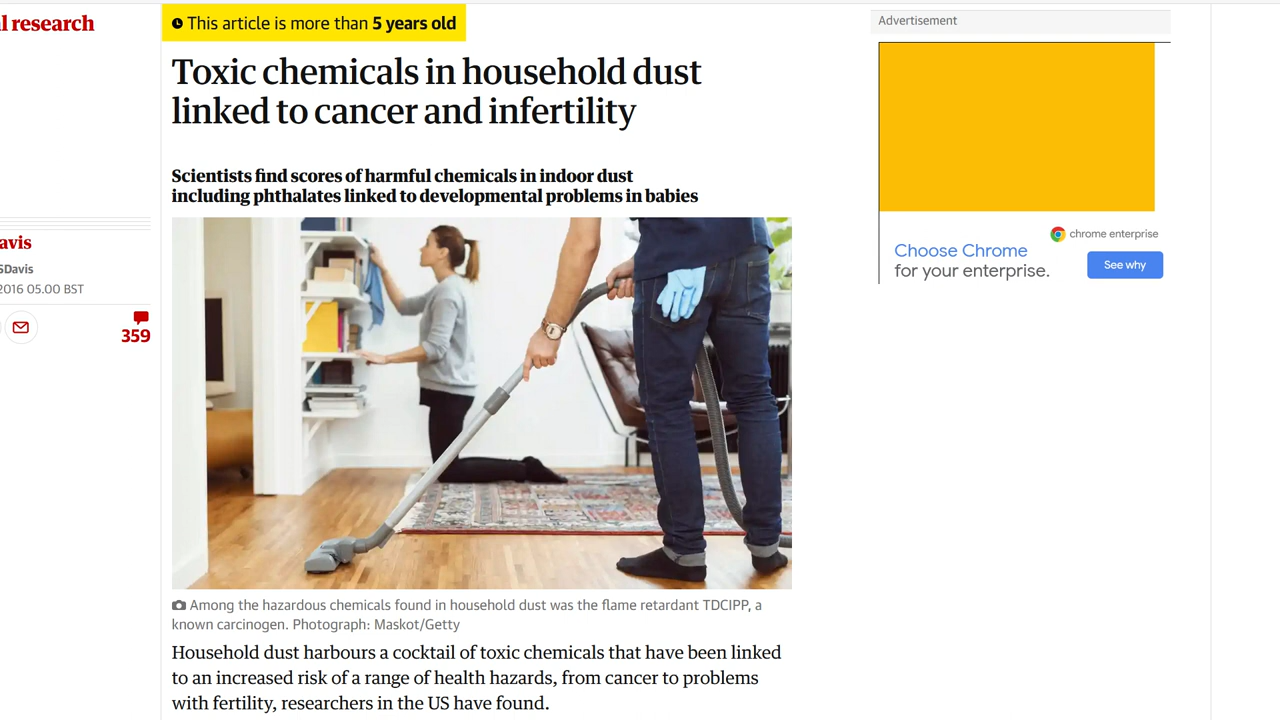 l research
This article is more than 5 years old
Toxic chemicals in household dust
linked to cancer and infertility
Scientists find scores of harmful chemicals in indoor dust
including phthalates linked to developmental problems in babies
avis
SDavis
2016 05.00 BST
359
Among the hazardous chemicals found in household dust was the flame retardant TDCIPP, a
known carcinogen. Photograph: Maskot/Getty
Household dust harbours a cocktail of toxic chemicals that have been linked
to an increased risk of a range of health hazards, from cancer to problems
with fertility, researchers in the US have found.
Advertisement
chrome enterprise
Choose Chrome
for your enterprise.
See why